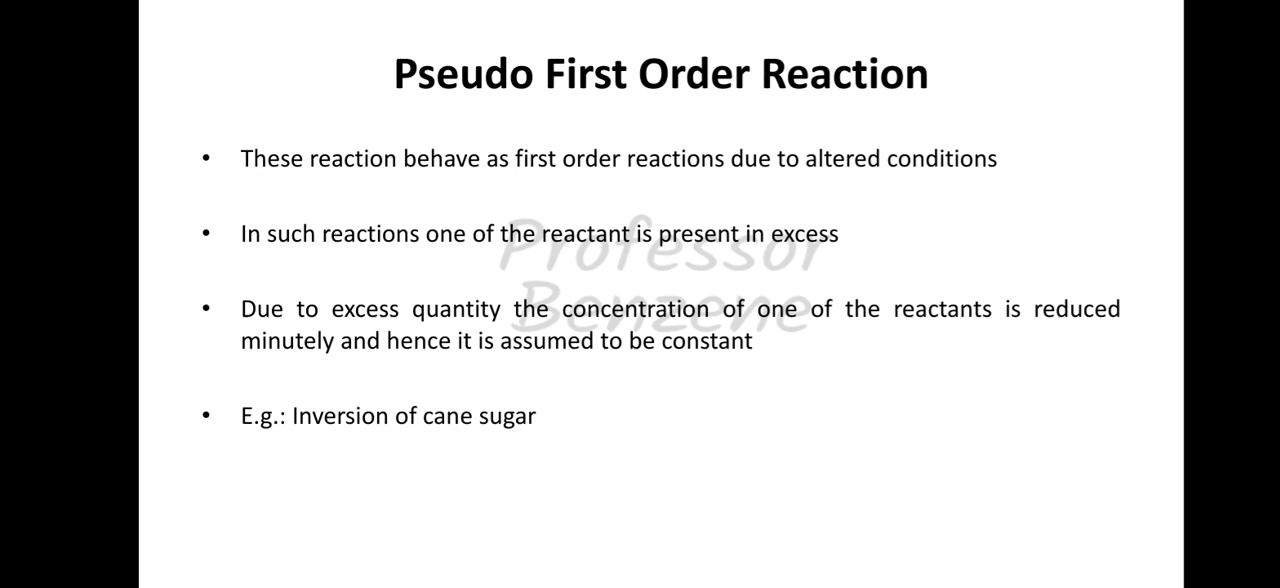 Pseudo First Order Reaction
• These reaction behave as first order reactions due to altered conditions
• In such reactions one of the reactant is present in excess
Professor
Benzene
• Due to excess quantity the concentration of one of the reactants is reduced
minutely and hence it is assumed to be constant
• E.g.: Inversion of cane sugar